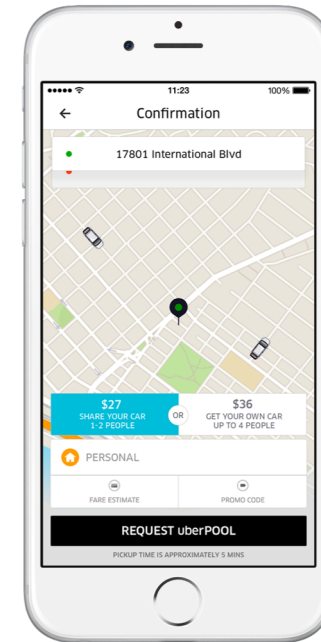 11:23
100%
Confirmation
17801 International Blvd
$27
SHARE YOUR CAR
1-2 PEOPLE
OR
$36
GET YOUR OWN CAR
UP TO 4 PEOPLE
PERSONAL
FARE ESTIMATE
PROMO CODE
REQUEST uberPOOL
PICKUP TIME IS APPROXIMATELY 5 MINS